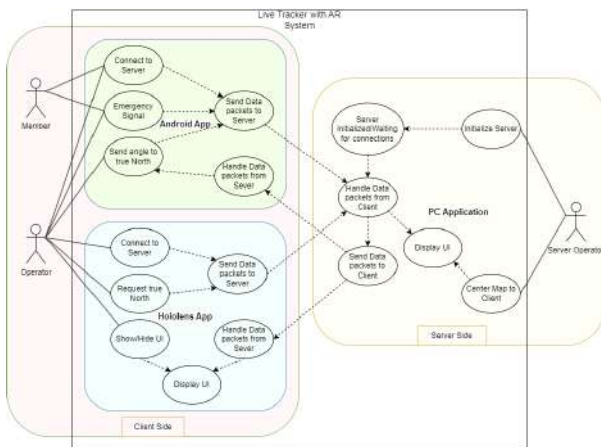 Live Tracker with AR
System
Connect to
Server
Emergency
Signal
Android App
Send Data
packets to
Server
Send angle to
true North
Handle Data
packets from
Sever
Member
Operator
Connect to
Server
Request true
North
Send Data
packets to
Server
Hololens App
Show/Hide UI
Handle Data
packets from
Sever
Display UI
Client Side
Server
Initialized/Waiting
for connections
Initialize Server
Handle Data
packets from
Client
PC Application
Display UI
Send Data
packets to
Client
Center Map to
Client
Server Operator
Server Side